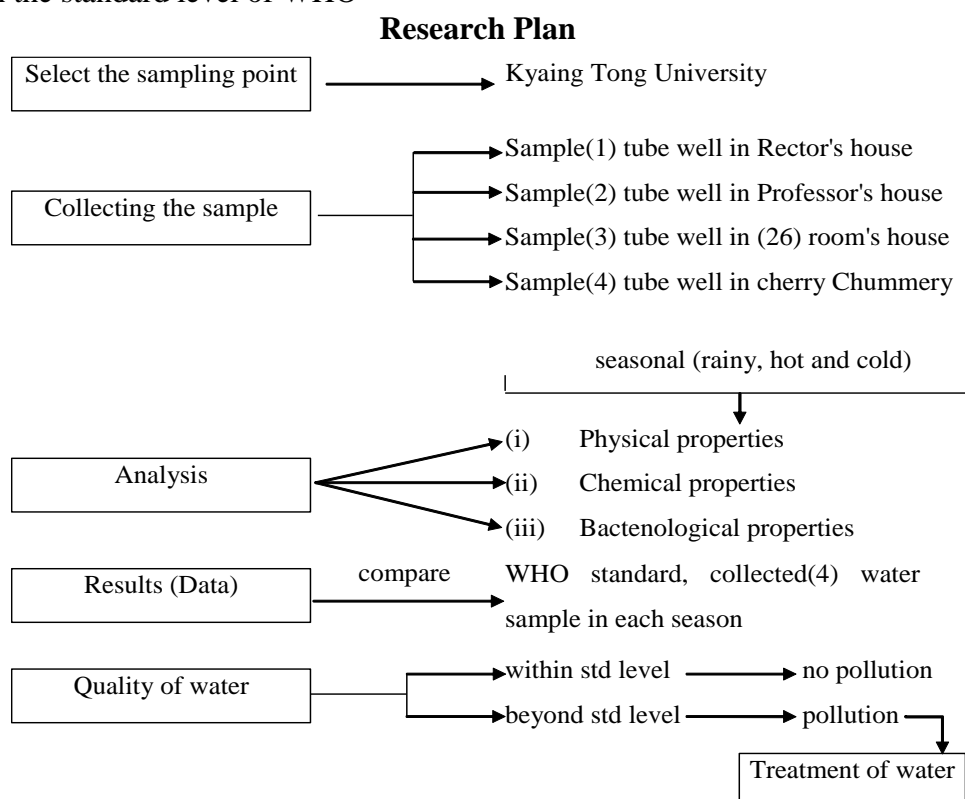 the standard level of WHO
Research Plan
Select the sampling point
Kyaing Tong University
Collecting the sample
Sample(1) tube well in Rector's house
Sample(2) tube well in Professor's house
Sample(3) tube well in (26) room's house
Sample(4) tube well in cherry Chummery
seasonal (rainy, hot and cold)
Analysis
(i) Physical properties
(ii) Chemical properties
(iii) Bactenological properties
Results (Data)
compare
WHO standard, collected(4) water
sample in each season
Quality of water
within std level
no pollution
beyond std level
pollution
Treatment of water